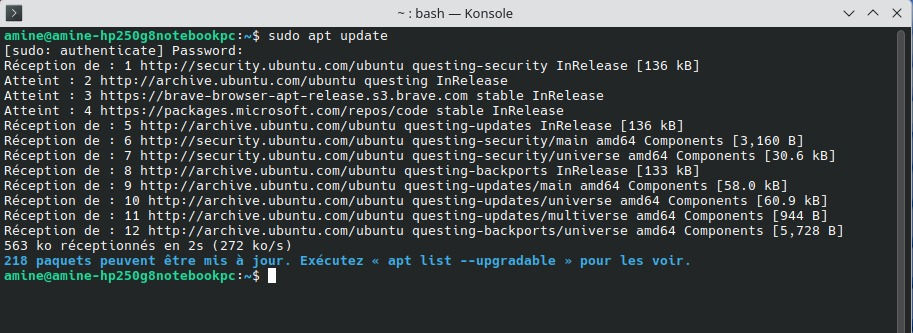 ~ : bash — Konsole
amine@amine-hp250g8notebookpc:~$ sudo apt update
[sudo: authenticate] Password:
Réception de : 1 http://security.ubuntu.com/ubuntu questing-security InRelease [136 kB]
Atteint : 2 http://archive.ubuntu.com/ubuntu questing InRelease
Atteint : 3 https://brave-browser-apt-release.s3.brave.com stable InRelease
Atteint : 4 https://packages.microsoft.com/repos/code stable InRelease
Réception de : 5 http://archive.ubuntu.com/ubuntu questing-updates InRelease [136 kB]
Réception de : 6 http://security.ubuntu.com/ubuntu questing-security/main amd64 Components [3,160 B]
Réception de : 7 http://security.ubuntu.com/ubuntu questing-security/universe amd64 Components [30.6 kB]
Réception de : 8 http://archive.ubuntu.com/ubuntu questing-backports InRelease [133 kB]
Réception de : 9 http://archive.ubuntu.com/ubuntu questing-updates/main amd64 Components [58.0 kB]
Réception de : 10 http://archive.ubuntu.com/ubuntu questing-updates/universe amd64 Components [60.9 kB]
Réception de : 11 http://archive.ubuntu.com/ubuntu questing-updates/multiverse amd64 Components [944 B]
Réception de : 12 http://archive.ubuntu.com/ubuntu questing-backports/universe amd64 Components [5,728 B]
563 ko réceptionnés en 2s (272 ko/s)
218 paquets peuvent être mis à jour. Exécutez « apt list --upgradable » pour les voir.
amine@amine-hp250g8notebookpc:~$